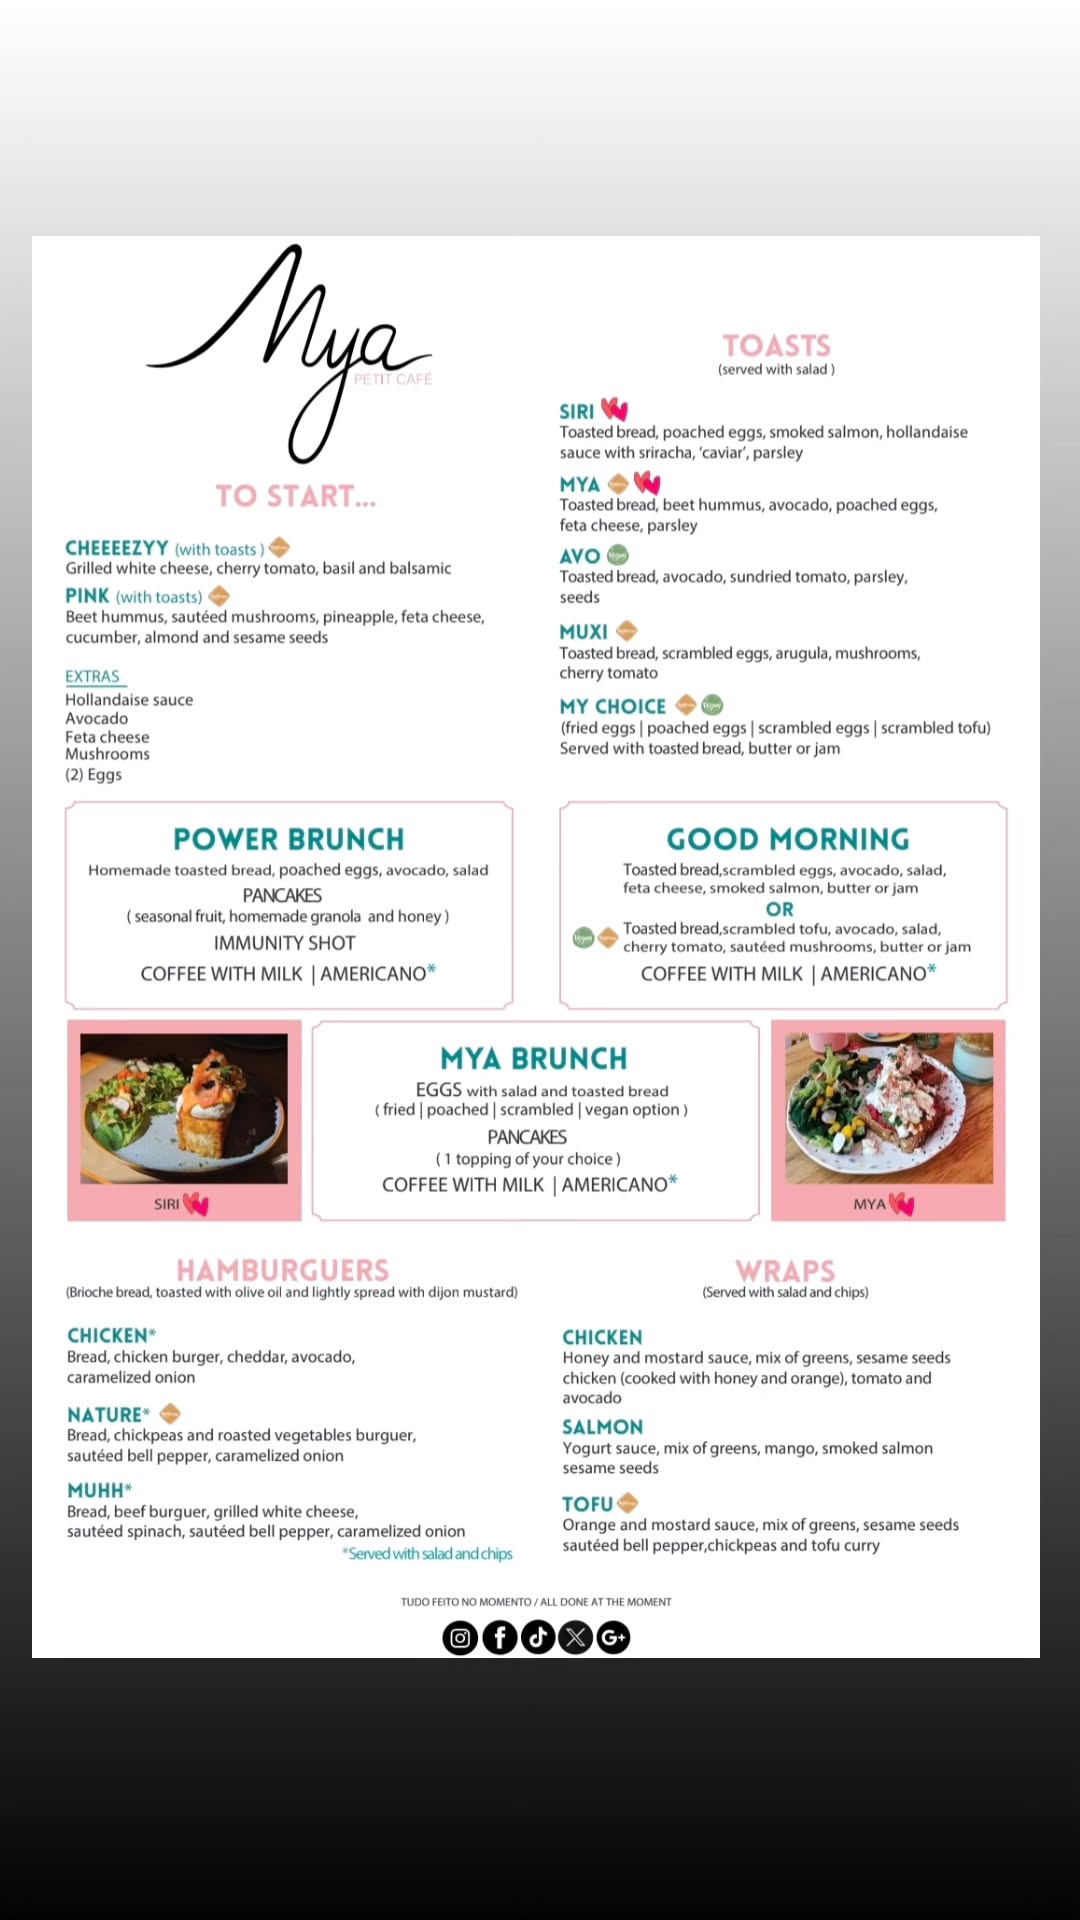 Mya
PETIT CAFÉ
TO START...
CHEEEEZYY (with toasts )
Grilled white cheese, cherry tomato, basil and balsamic
PINK (with toasts)
Beet hummus, sautéed mushrooms, pineapple, feta cheese,
cucumber, almond and sesame seeds
EXTRAS
Hollandaise sauce
Avocado
Feta cheese
Mushrooms
(2) Eggs
TOASTS
(served with salad )
SIRI
Toasted bread, poached eggs, smoked salmon, hollandaise
sauce with sriracha, ‘caviar’, parsley
MYA
Toasted bread, beet hummus, avocado, poached eggs,
feta cheese, parsley
AVO Vegan
Toasted bread, avocado, sundried tomato, parsley,
seeds
MUXI
Toasted bread, scrambled eggs, arugula, mushrooms,
cherry tomato
MY CHOICE Vegan
(fried eggs | poached eggs | scrambled eggs | scrambled tofu)
Served with toasted bread, butter or jam
POWER BRUNCH
Homemade toasted bread, poached eggs, avocado, salad
PANCAKES
( seasonal fruit, homemade granola and honey )
IMMUNITY SHOT
COFFEE WITH MILK | AMERICANO*
GOOD MORNING
Toasted bread,scrambled eggs, avocado, salad,
feta cheese, smoked salmon, butter or jam
OR
Vegan
Toasted bread,scrambled tofu, avocado, salad,
cherry tomato, sautéed mushrooms, butter or jam
COFFEE WITH MILK | AMERICANO*
SIRI
MYA BRUNCH
EGGS with salad and toasted bread
( fried | poached | scrambled | vegan option )
PANCAKES
( 1 topping of your choice )
COFFEE WITH MILK | AMERICANO*
MYA
HAMBURGUERS
(Brioche bread, toasted with olive oil and lightly spread with dijon mustard)
CHICKEN*
Bread, chicken burger, cheddar, avocado,
caramelized onion
NATURE*
Bread, chickpeas and roasted vegetables burguer,
sautéed bell pepper, caramelized onion
MUHH*
Bread, beef burguer, grilled white cheese,
sautéed spinach, sautéed bell pepper, caramelized onion
*Served with salad and chips
WRAPS
(Served with salad and chips)
CHICKEN
Honey and mostard sauce, mix of greens, sesame seeds
chicken (cooked with honey and orange), tomato and
avocado
SALMON
Yogurt sauce, mix of greens, mango, smoked salmon
sesame seeds
TOFU
Orange and mostard sauce, mix of greens, sesame seeds
sautéed bell pepper,chickpeas and tofu curry
TUDO FEITO NO MOMENTO / ALL DONE AT THE MOMENT
G+